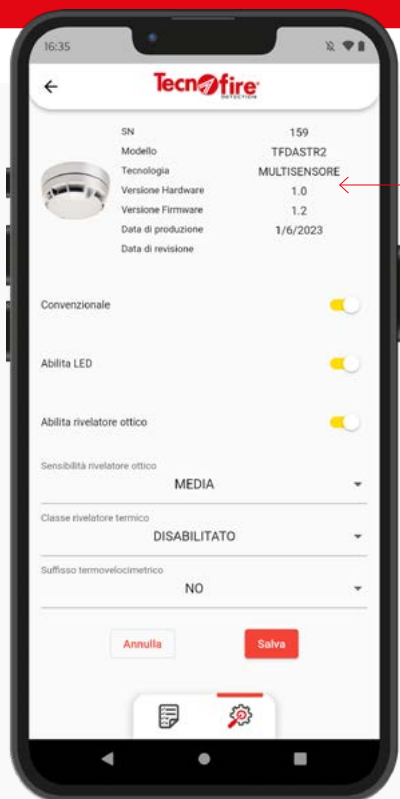 16:35
Tecnofire
DETECTION
SN 159
Modello TFDASTR2
Tecnologia MULTISENSORE
Versione Hardware 1.0
Versione Firmware 1.2
Data di produzione 1/6/2023
Data di revisione
Convenzionale
Abilita LED
Abilita rivelatore ottico
Sensibilità rivelatore ottico
MEDIA
Classe rivelatore termico
DISABILITATO
Suffisso termovelocimetrico
NO
Annulla Salva